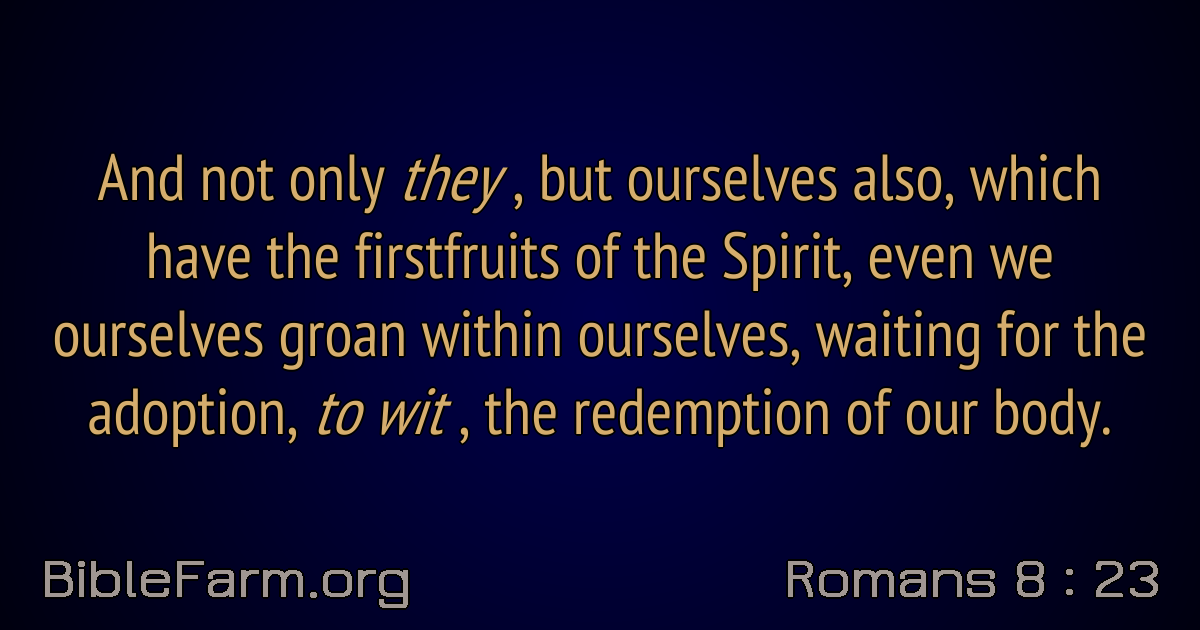 And not only they , but ourselves also, which
have the firstfruits of the Spirit, even we
ourselves groan within ourselves, waiting for the
adoption, to wit , the redemption of our body.
BibleFarm.org
Romans 8 : 23